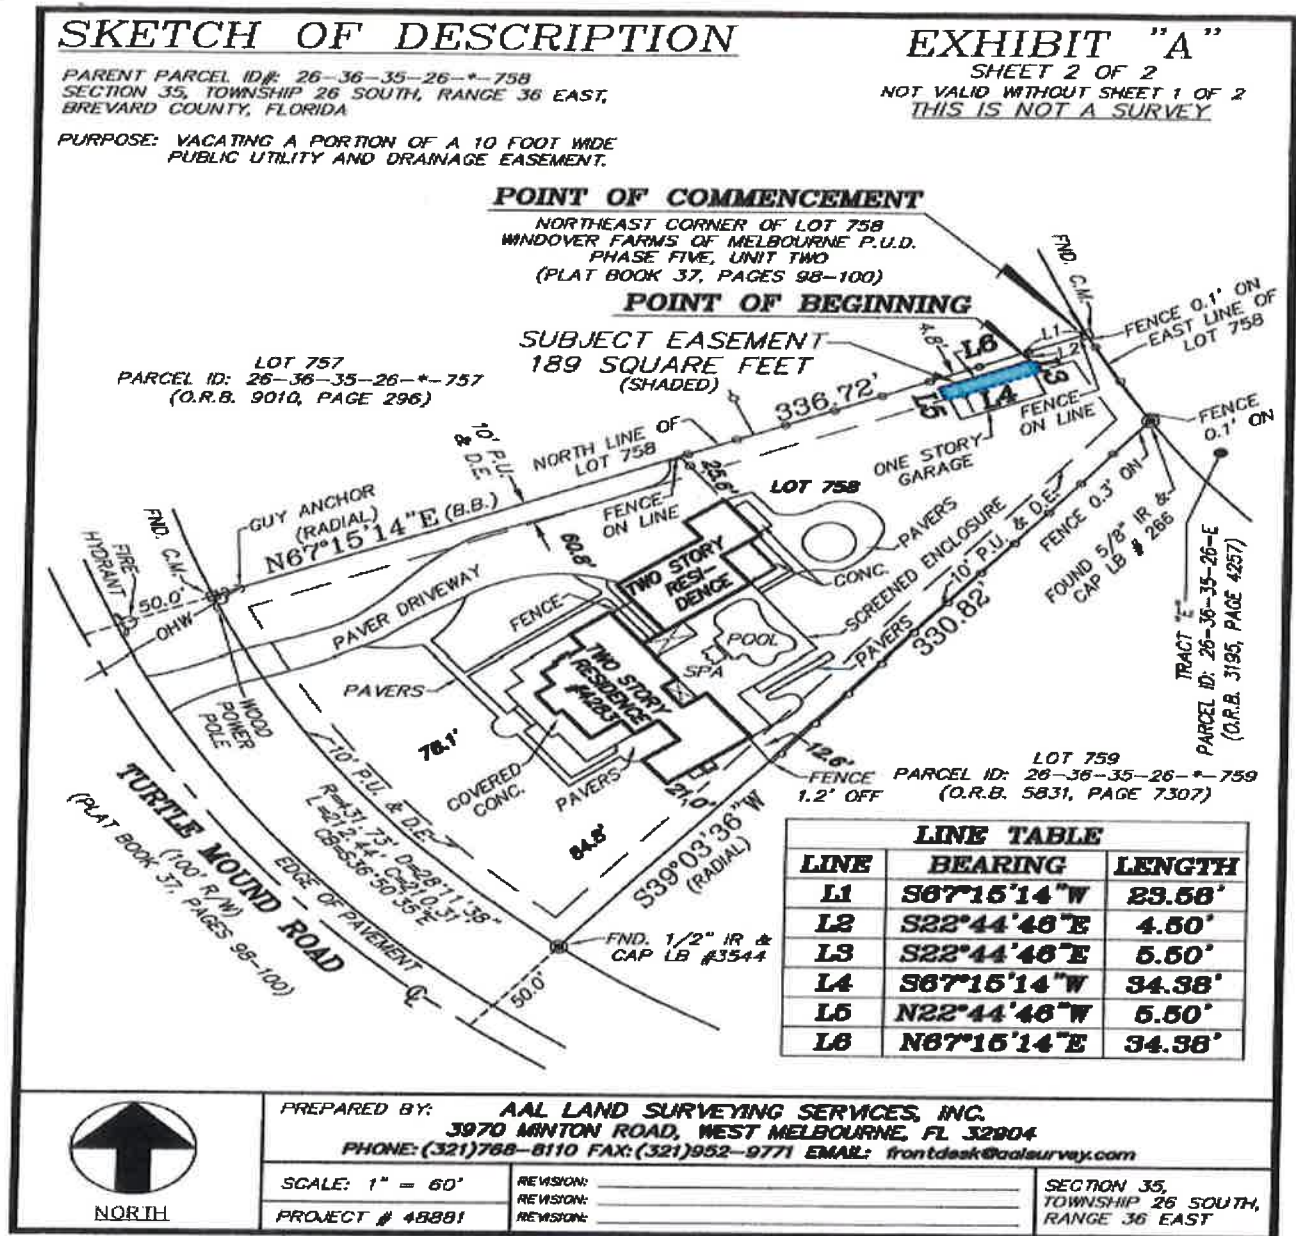 SKETCH OF DESCRIPTION
PARENT PARCEL ID#: 26-36-35-26-*-758
SECTION 35, TOWNSHIP 26 SOUTH, RANGE 36 EAST,
BREVARD COUNTY, FLORIDA
PURPOSE: VACATING A PORTION OF A 10 FOOT WIDE
PUBLIC UTILITY AND DRAINAGE EASEMENT.
EXHIBIT "A"
SHEET 2 OF 2
NOT VALID WITHOUT SHEET 1 OF 2
THIS IS NOT A SURVEY
POINT OF COMMENCEMENT
NORTHEAST CORNER OF LOT 758
WINDOVER FARMS OF MELBOURNE P.U.D.
PHASE FIVE, UNIT TWO
(PLAT BOOK 37, PAGES 98-100)
POINT OF BEGINNING
SUBJECT EASEMENT
189 SQUARE FEET
(SHADED)
FND. C.M.
FENCE 0.1' ON
EAST LINE OF
LOT 758
L1
L2
L3
L4
L5
L6
4.8'
LOT 757
PARCEL ID: 26-36-35-26-*-757
(O.R.B. 9010, PAGE 296)
336.72'
NORTH LINE OF
LOT 758
10' P.U.
& D.E.
FENCE
ON LINE
FENCE
0.1' ON
ONE STORY
GARAGE
LOT 758
25.6'
FENCE
ON LINE
GUY ANCHOR
(RADIAL)
N67°15'14"E (B.B.)
FND. C.M.
FIRE
HYDRANT
50.0'
OHW
60.8'
TWO STORY
RESI-
DENCE
PAVERS
CONC.
SCREENED ENCLOSURE
10' P.U. & D.E.
FENCE 0.3' ON
FOUND 5/8" IR &
CAP LB # 266
TRACT "E"
PARCEL ID: 26-36-35-26-E
(O.R.B. 3195, PAGE 4257)
PAVER DRIVEWAY
FENCE
POOL
SPA
PAVERS
330.82'
PAVERS
TWO STORY
RESIDENCE
#4283
WOOD
POWER
POLE
78.1'
COVERED
CONC.
PAVERS
21.0'
12.6'
FENCE
1.2' OFF
LOT 759
PARCEL ID: 26-36-35-26-*-759
(O.R.B. 5831, PAGE 7307)
84.8'
S39°03'36"W
(RADIAL)
10' P.U. & D.E.
R=431.73' D=28°11'38"
L=212.44' C=210.31'
CB=S36°50'35"E
TURTLE MOUND ROAD
(100' R/W)
(PLAT BOOK 37, PAGES 98-100)
EDGE OF PAVEMENT
50.0'
FND. 1/2" IR &
CAP LB #3544
LINE TABLE
LINE BEARING LENGTH
L1 S67°15'14"W 23.58'
L2 S22°44'46"E 4.50'
L3 S22°44'46"E 5.50'
L4 S67°15'14"W 34.38'
L5 N22°44'46"W 5.50'
L6 N67°15'14"E 34.38'
NORTH
PREPARED BY: AAL LAND SURVEYING SERVICES, INC.
3970 MINTON ROAD, WEST MELBOURNE, FL 32904
PHONE:(321)768-8110 FAX:(321)952-9771 EMAIL: frontdesk@aalsurvey.com
SCALE: 1" = 60'
PROJECT # 48881
REVISION:
REVISION:
REVISION:
SECTION 35,
TOWNSHIP 26 SOUTH,
RANGE 36 EAST